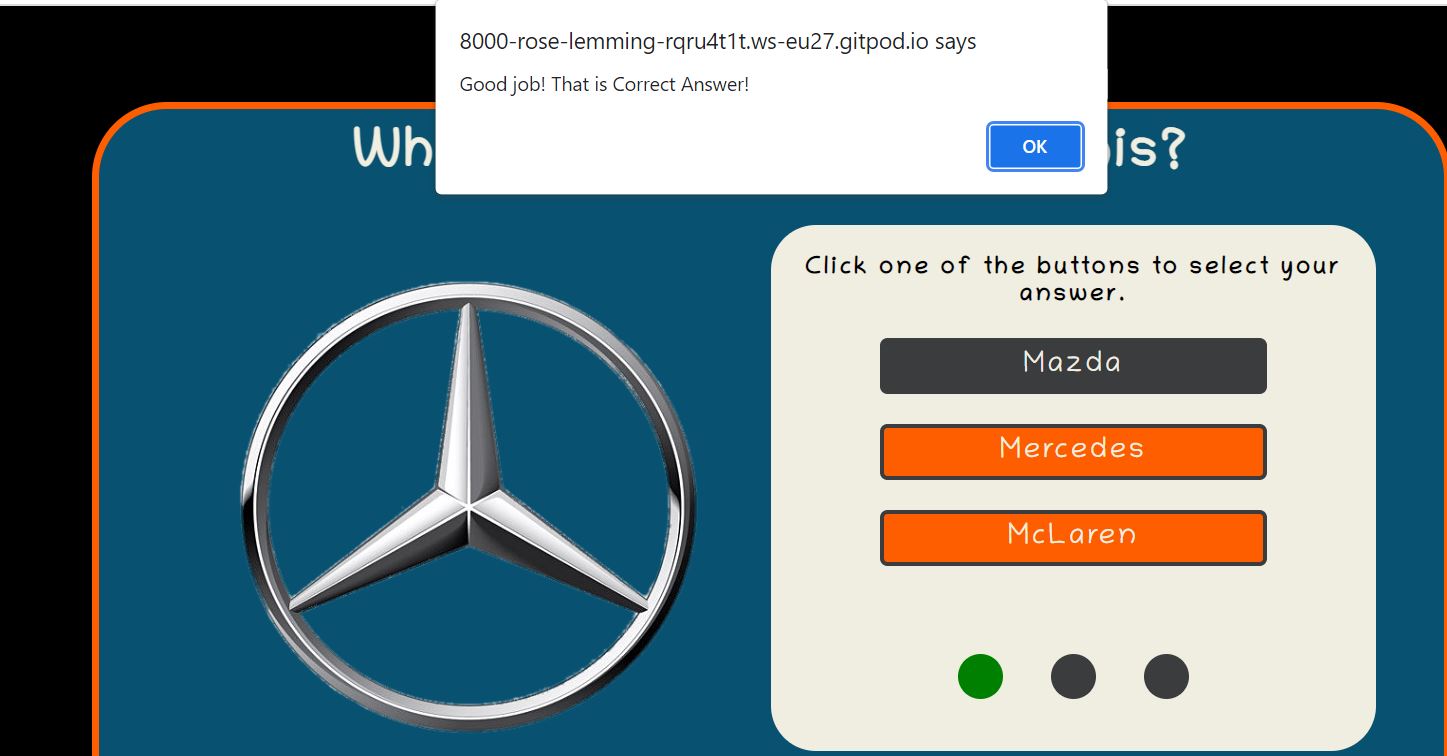 8000-rose-lemming-rqru4t1t.ws-eu27.gitpod.io says
Good job! That is Correct Answer!
OK
Wh is?
Click one of the buttons to select your
answer.
Mazda
Mercedes
McLaren